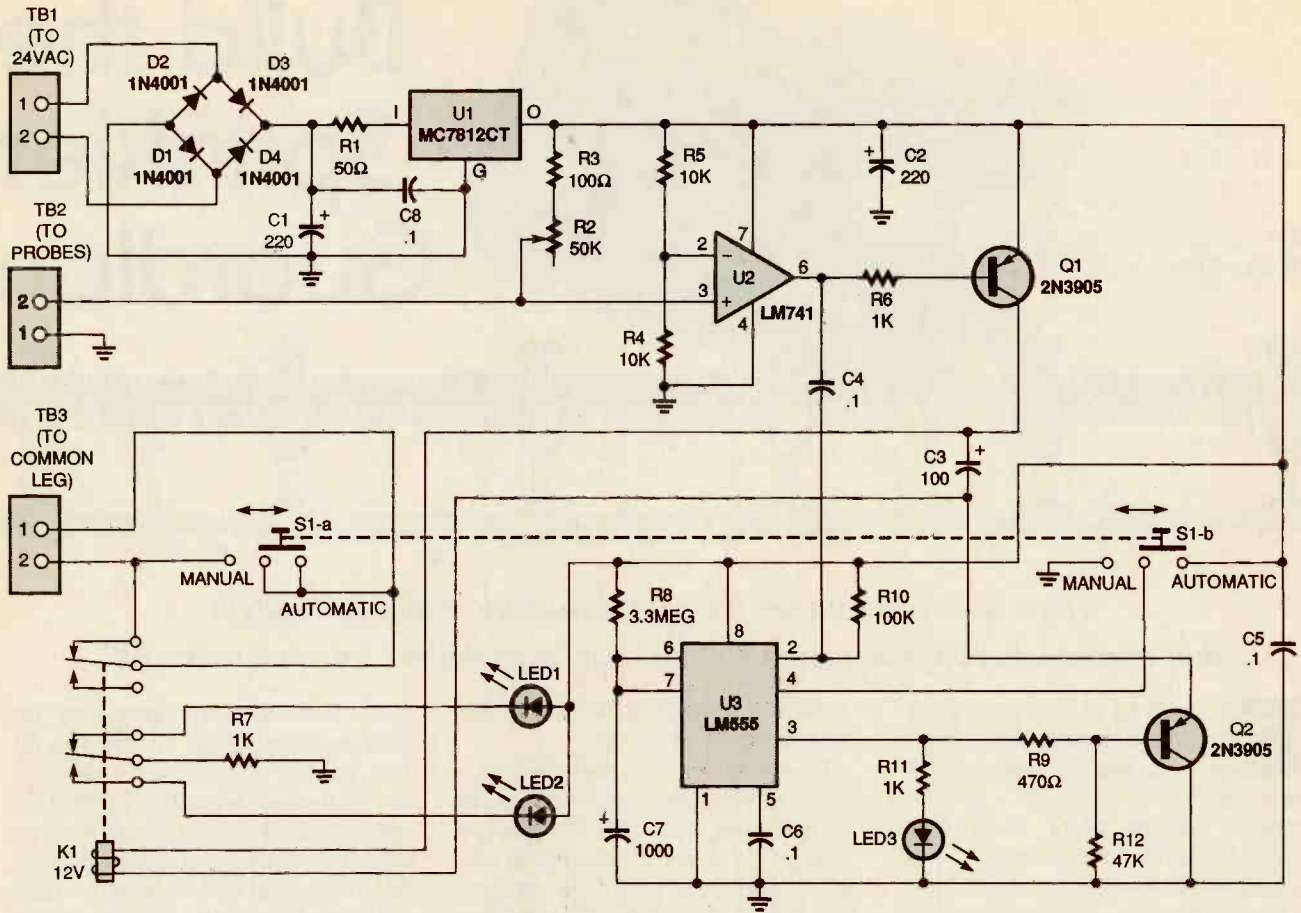 TB1
(TO
24VAC)
1
2
D2
1N4001
D3
1N4001
D1
1N4001
D4
1N4001
R1
50Ω
I
U1
MC7812CT
O
G
C1
+
220
C8
.1
R3
100Ω
R2
50K
R5
10K
R4
10K
2
−
3
+
7
U2
4
6
LM741
+
C2
220
R6
1K
Q1
2N3905
C4
.1
TB2
(TO
PROBES)
2
1
TB3
(TO
COMMON
LEG)
1
2
S1-a
MANUAL
AUTOMATIC
C3
+
100
S1-b
MANUAL
AUTOMATIC
R8
3.3MEG
R10
100K
C5
.1
8
6
7
2
4
3
U3
LM555
1
5
LED1
LED2
R7
1K
K1
12V
+
C7
1000
C6
.1
R11
1K
LED3
R9
470Ω
R12
47K
Q2
2N3905